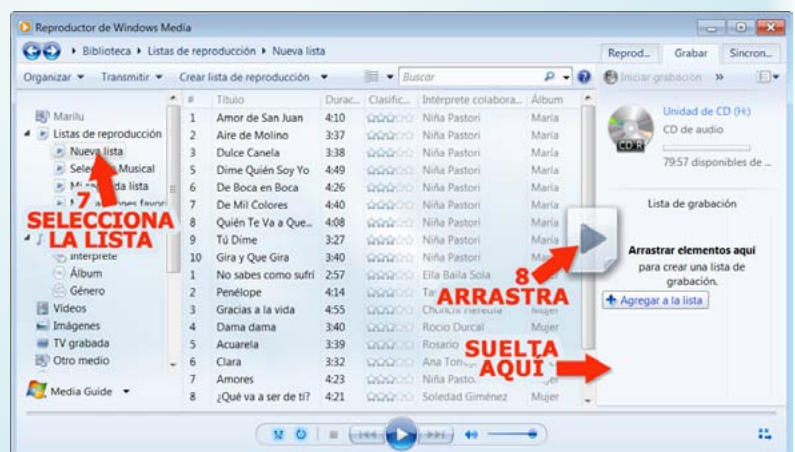 Reproductor de Windows Media
Biblioteca Listas de reproducción Nueva lista
Reprod... Grabar Sincron...
Organizar Transmitir Crear lista de reproducción Buscar Iniciar grabación »
# Título Durac... Clasific... Intérprete colabora... Álbum
Marilu
Listas de reproducción
Nueva lista
Musical
lista
Intérprete
Álbum
Género
Vídeos
Imágenes
TV grabada
Otro medio
Media Guide
7
SELECCIONA
LA LISTA
1 Amor de San Juan 4:10 Niña Pastori María
2 Aire de Molino 3:37 Niña Pastori María
3 Dulce Canela 3:38 Niña Pastori María
5 Dime Quién Soy Yo 4:49 Niña Pastori María
6 De Boca en Boca 4:26 Niña Pastori María
7 De Mil Colores 4:40 Niña Pastori María
8 Quién Te Va a Que... 4:08 Niña Pastori María
9 Tú Dime 3:27 Niña Pastori María
10 Gira y Que Gira 3:40 Niña Pastori
1 No sabes como sufrí 2:57 Ella Baila Sola
2 Penélope 4:14
3 Gracias a la vida 4:55 Mujer
4 Dama dama 3:40 Rocio Durcal Mujer
5 Acuarela 3:39 Rosario
6 Clara 3:32 Ana
7 Amores 4:23 Niña
8 ¿Qué va a ser de ti? 4:21 Soledad Giménez Mujer
8
ARRASTRA
SUELTA
AQUÍ
Unidad de CD (H:)
CD de audio
CD R
79:57 disponibles de ...
Lista de grabación
Arrastrar elementos aquí
para crear una lista de
grabación.
Agregar a la lista